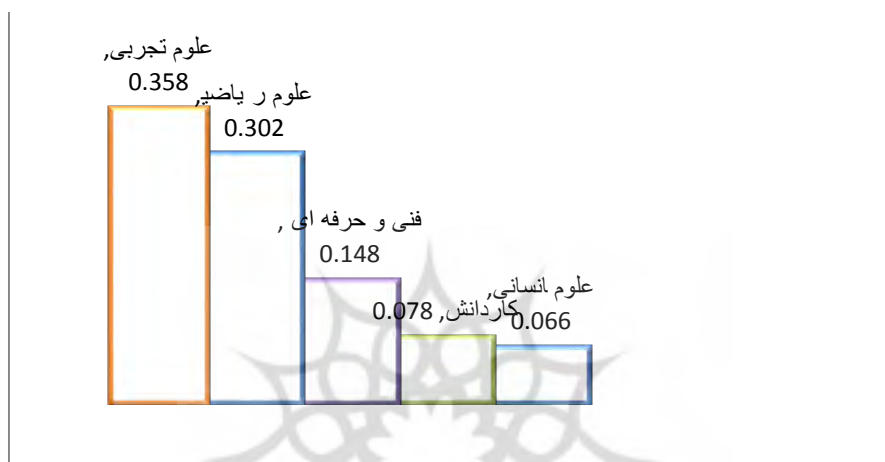 علوم تجربی,
0.358
علوم ر یاضی,
0.302
فنی و حرفه ای ,
0.148
کاردانش, 0.078
علوم انسانی,
0.066